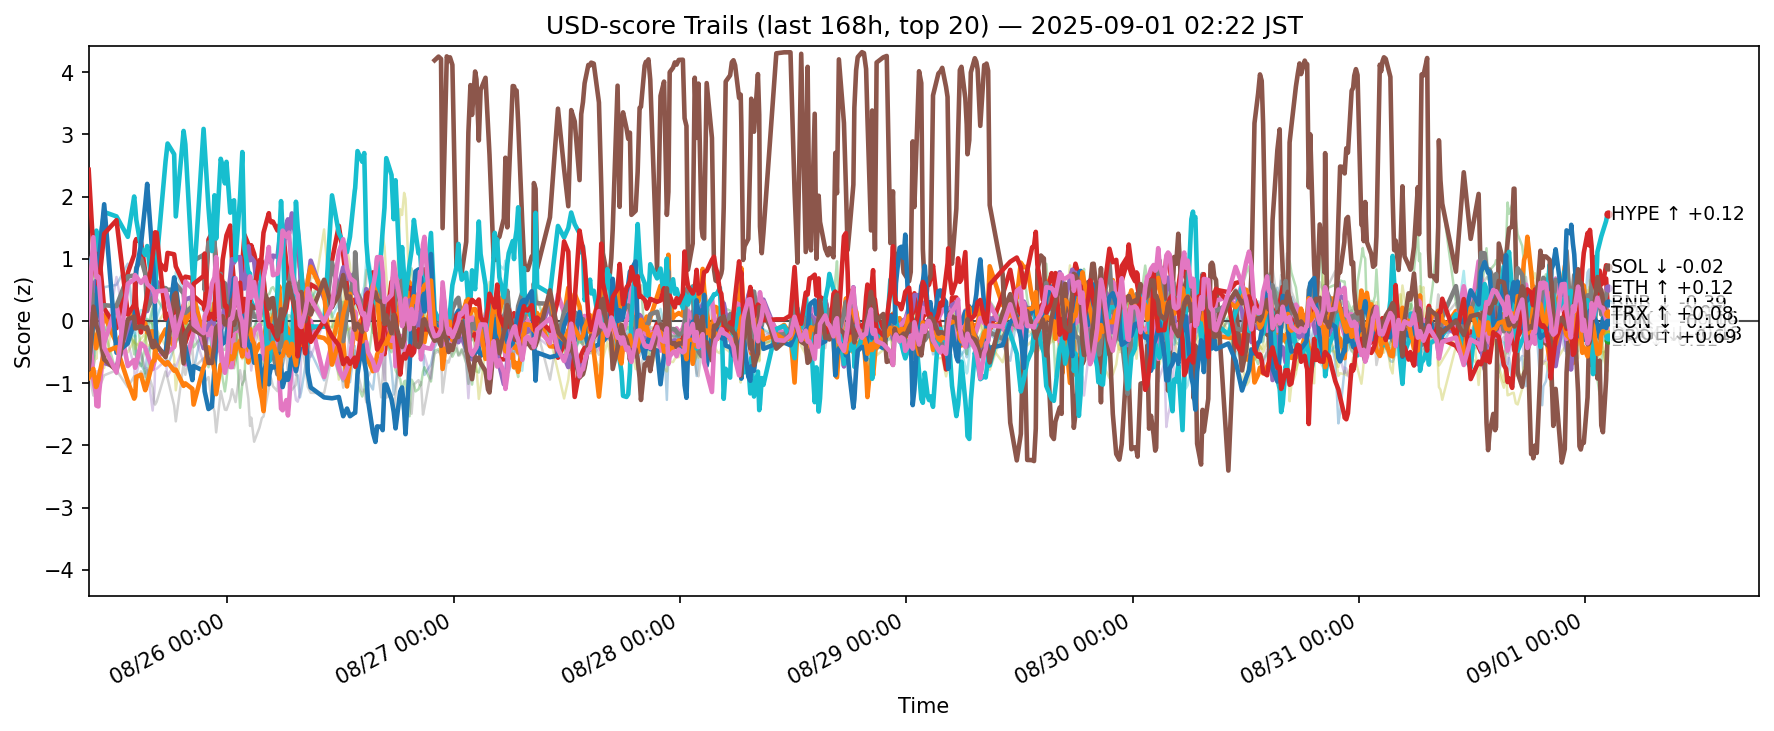 USD-score Trails (last 168h, top 20) — 2025-09-01 02:22 JST
Score (z)
4
3
2
1
0
−1
−2
−3
−4
HYPE ↑ +0.12
SOL ↓ -0.02
ETH ↑ +0.12
TRX ↑ +0.08
TON ↓
CRO ↑ +0.69
08/26 00:00
08/27 00:00
08/28 00:00
08/29 00:00
08/30 00:00
08/31 00:00
09/01 00:00
Time